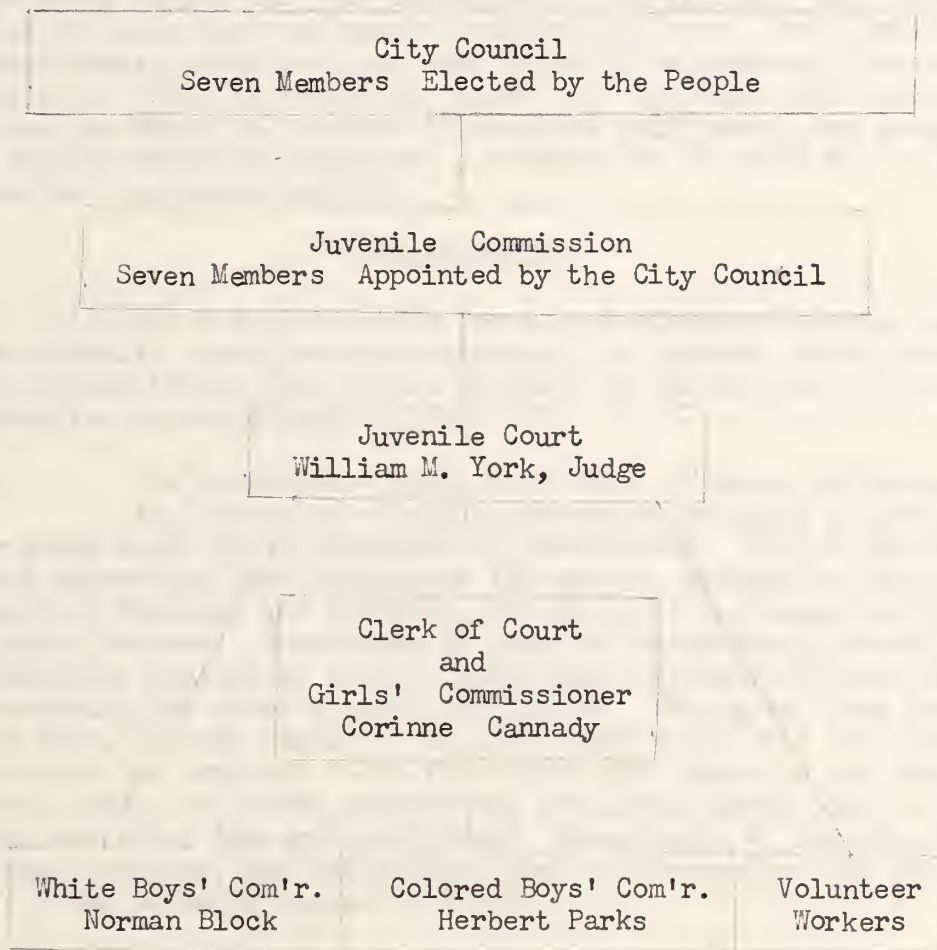 City Council
Seven Members Elected by the People
Juvenile Commission
Seven Members Appointed by the City Council
Juvenile Court
William M. York, Judge
Clerk of Court
and
Girls' Commissioner
Corinne Cannady
White Boys' Com'r.
Norman Block
Colored Boys' Com'r.
Herbert Parks
Volunteer
Workers